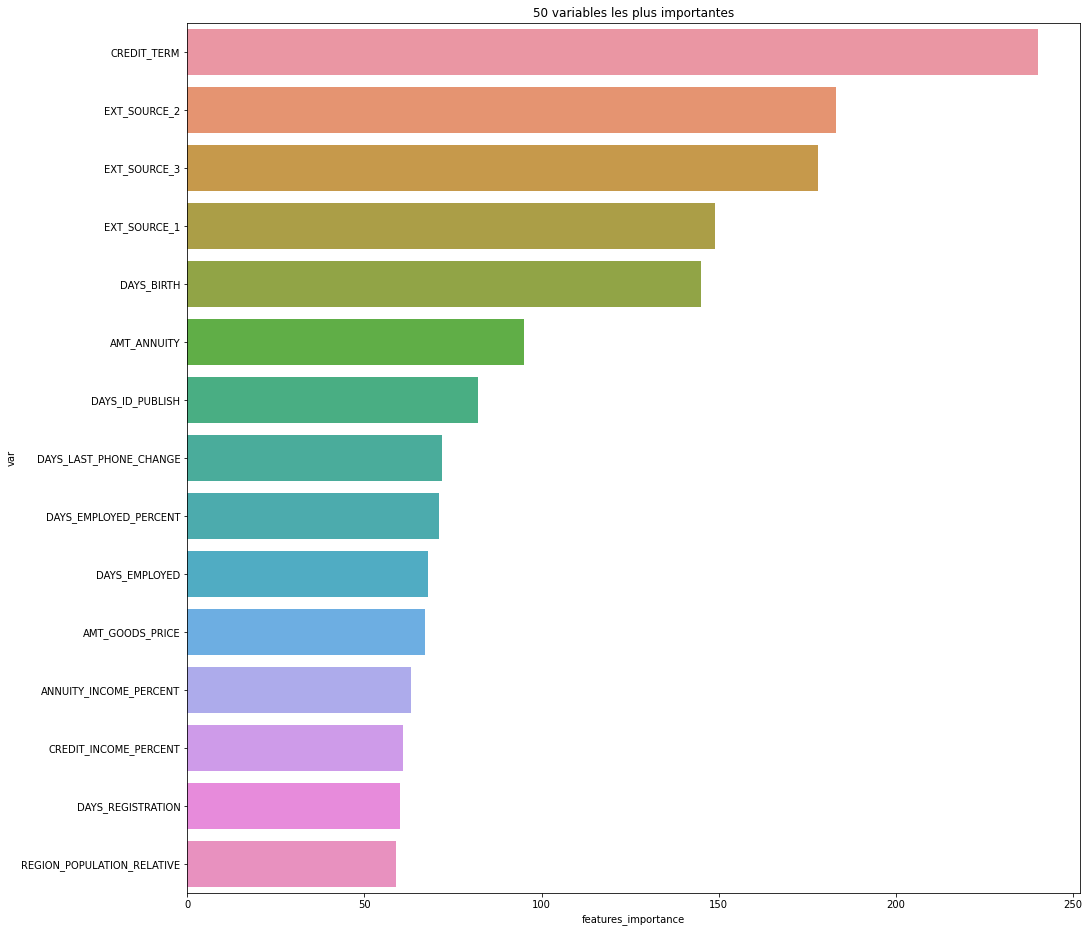 50 variables les plus importantes
var
CREDIT_TERM
EXT_SOURCE_2
EXT_SOURCE_3
EXT_SOURCE_1
DAYS_BIRTH
AMT_ANNUITY
DAYS_ID_PUBLISH
DAYS_LAST_PHONE_CHANGE
DAYS_EMPLOYED_PERCENT
DAYS_EMPLOYED
AMT_GOODS_PRICE
ANNUITY_INCOME_PERCENT
CREDIT_INCOME_PERCENT
DAYS_REGISTRATION
REGION_POPULATION_RELATIVE
0 50 100 150 200 250
features_importance